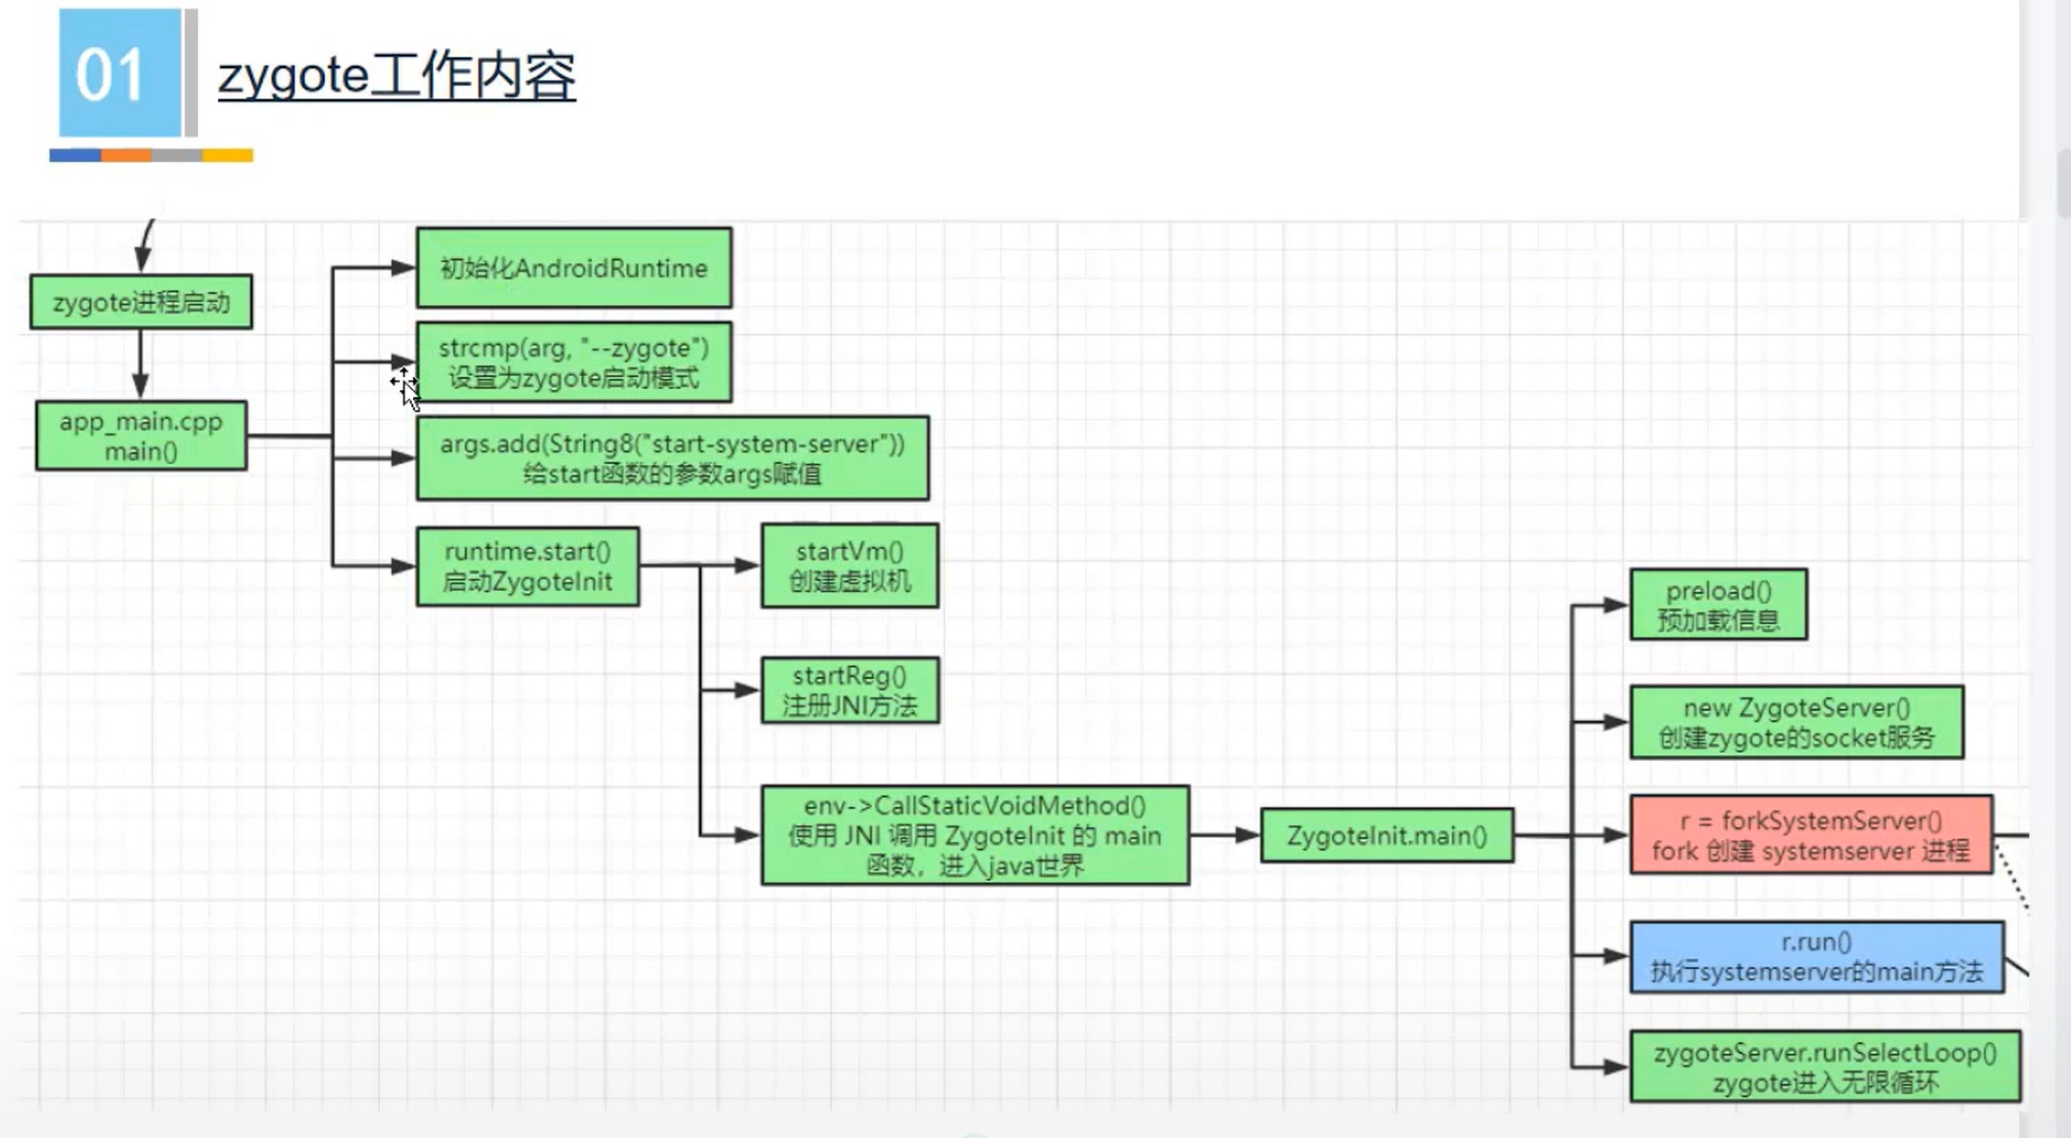 01
zygote工作内容
zygote进程启动
app_main.cpp
main()
初始化AndroidRuntime
strcmp(arg, "--zygote")
设置为zygote启动模式
args.add(String8("start-system-server"))
给start函数的参数args赋值
runtime.start()
启动ZygoteInit
startVm()
创建虚拟机
startReg()
注册JNI方法
env->CallStaticVoidMethod()
使用 JNI 调用 ZygoteInit 的 main
函数，进入java世界
ZygoteInit.main()
preload()
预加载信息
new ZygoteServer()
创建zygote的socket服务
r = forkSystemServer()
fork 创建 systemserver 进程
r.run()
执行systemserver的main方法
zygoteServer.runSelectLoop()
zygote进入无限循环